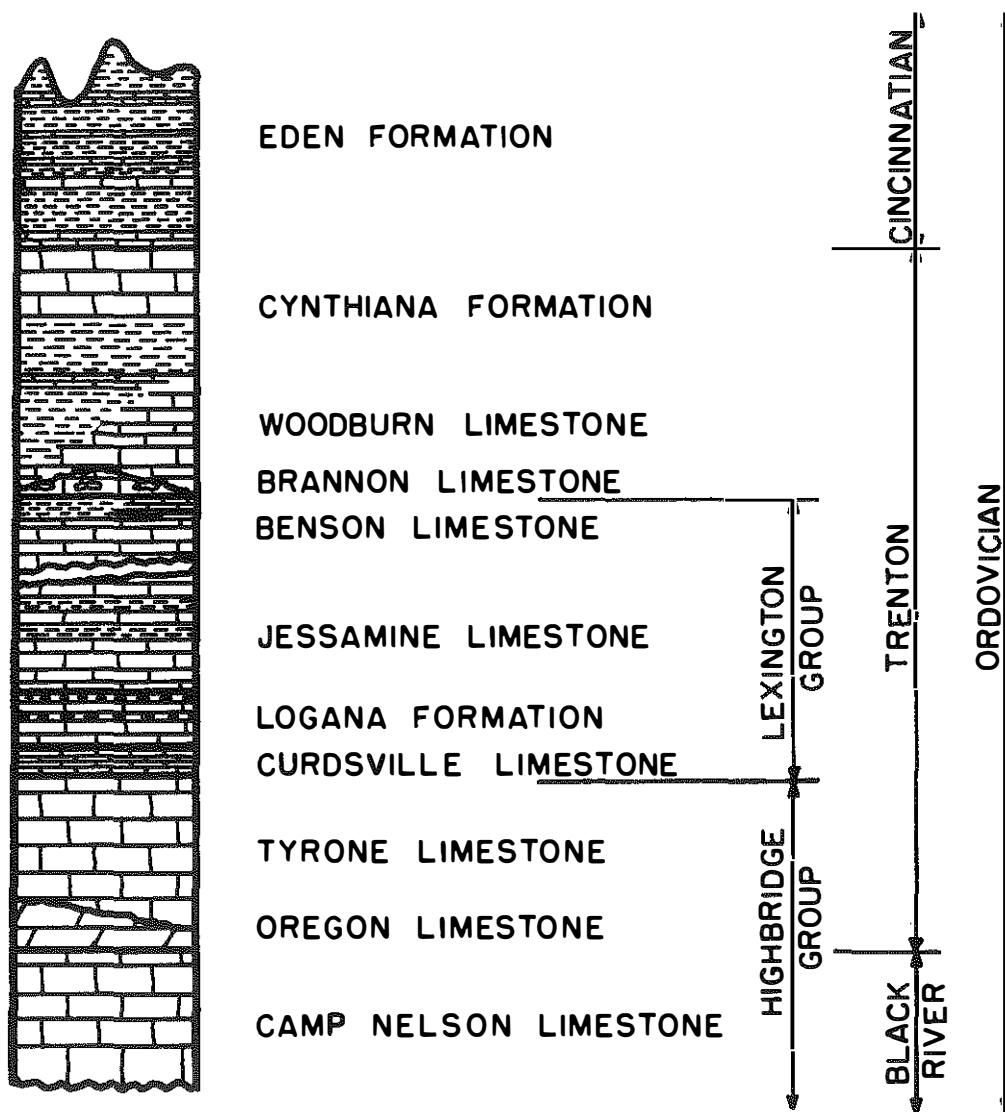 EDEN FORMATION
CYNTHIANA FORMATION
WOODBURN LIMESTONE
BRANNON LIMESTONE
BENSON LIMESTONE
JESSAMINE LIMESTONE
LOGANA FORMATION
CURDSVILLE LIMESTONE
TYRONE LIMESTONE
OREGON LIMESTONE
CAMP NELSON LIMESTONE
LEXINGTON
GROUP
HIGHBRIDGE
GROUP
CINCINNATIAN
TRENTON
BLACK
RIVER
ORDOVICIAN